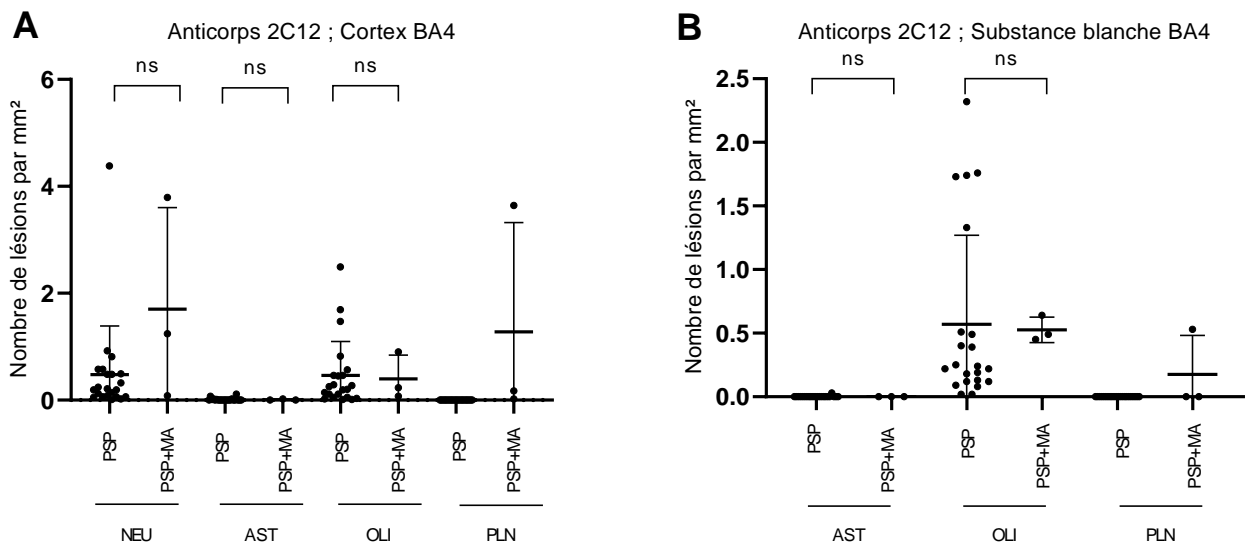 A
Anticorps 2C12 ; Cortex BA4
ns
ns
ns
Nombre de lésions par mm²
6
4
2
0
PSP
PSP+MA
PSP
PSP+MA
PSP
PSP+MA
PSP
PSP+MA
NEU
AST
OLI
PLN
B
Anticorps 2C12 ; Substance blanche BA4
ns
ns
Nombre de lésions par mm²
2.5
2.0
1.5
1.0
0.5
0.0
PSP
PSP+MA
PSP
PSP+MA
PSP
PSP+MA
AST
OLI
PLN